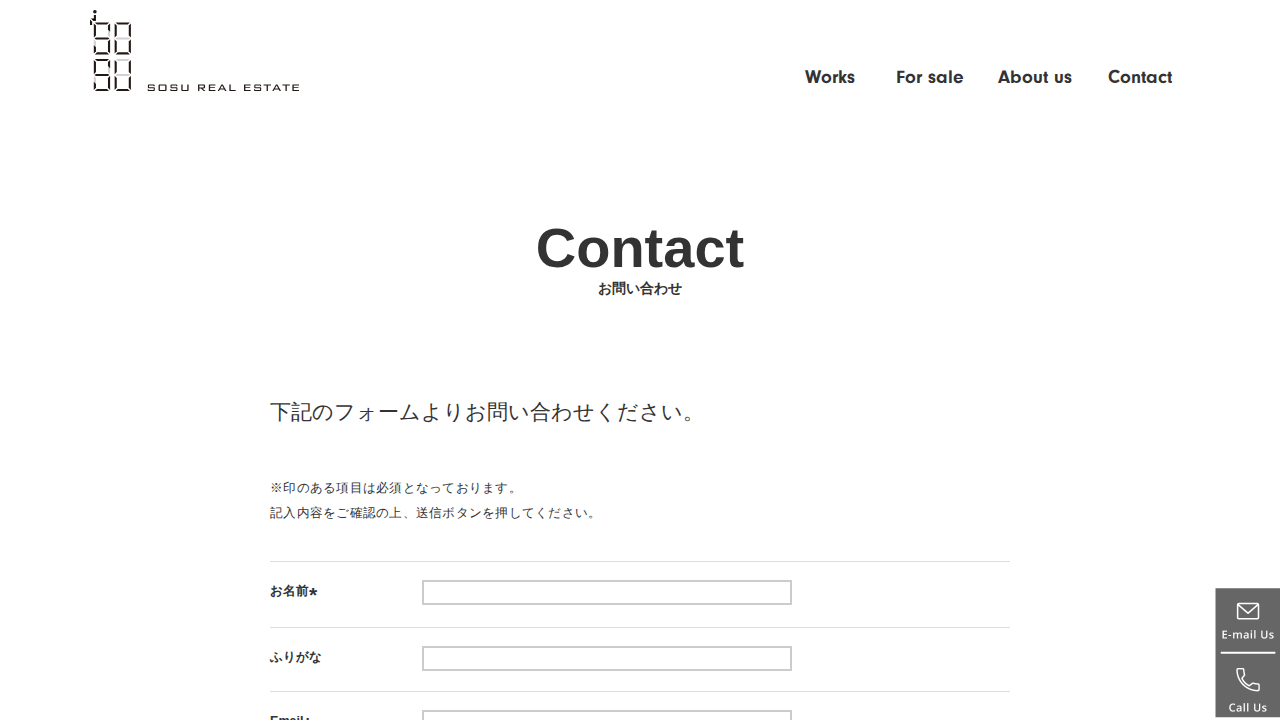 SOSU REAL ESTATE
Works
For sale
About us
Contact
Contact
お問い合わせ
下記のフォームよりお問い合わせください。
※印のある項目は必須となっております。
記入内容をご確認の上、送信ボタンを押してください。
お名前*
ふりがな
Email*
E-mail Us
Call Us